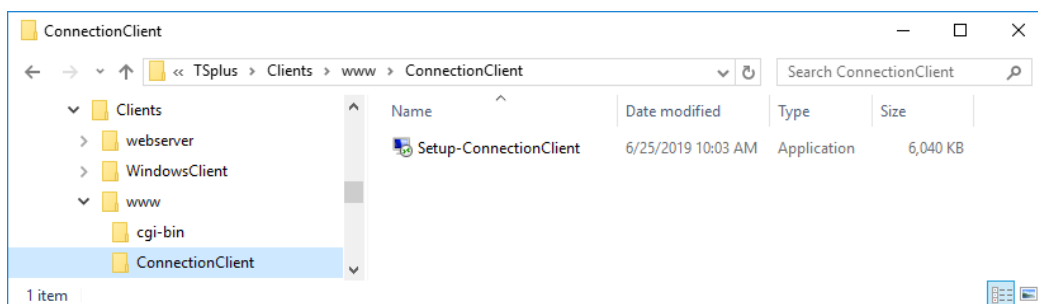 ConnectionClient
« TSplus > Clients > www > ConnectionClient
Search ConnectionClient
Clients
webserver
WindowsClient
www
cgi-bin
ConnectionClient
Name Date modified Type Size
Setup-ConnectionClient 6/25/2019 10:03 AM Application 6,040 KB
1 item